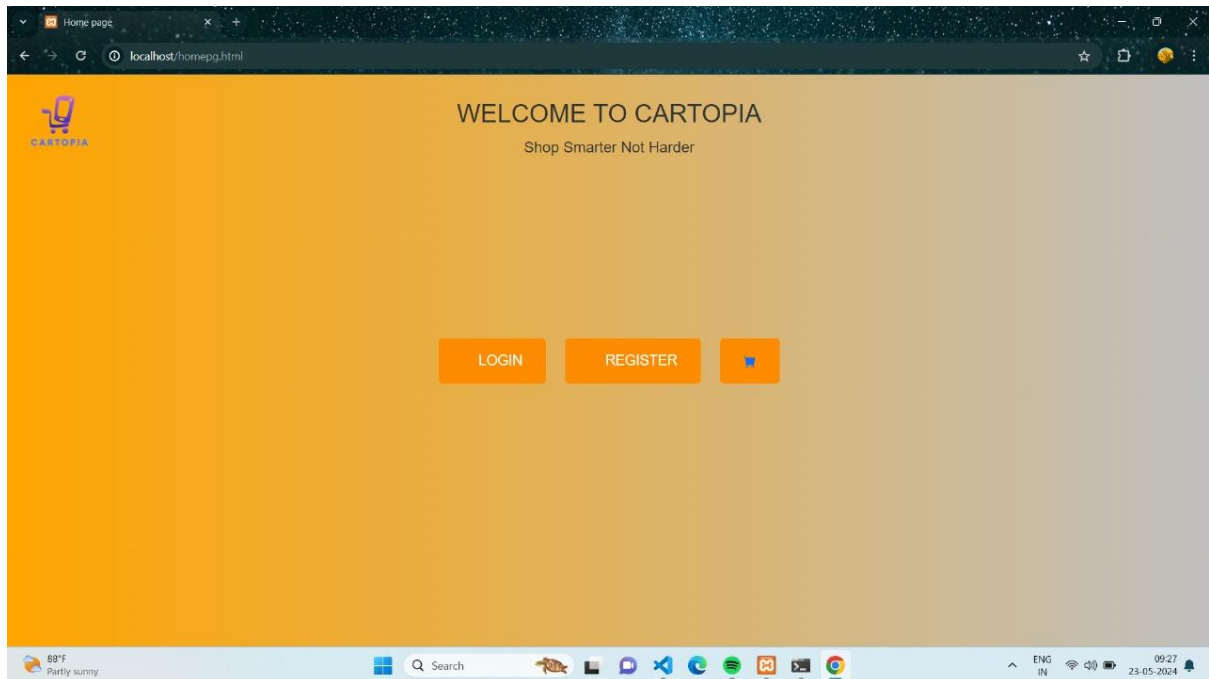 Home page
localhost/homepg.html
CARTOPIA
WELCOME TO CARTOPIA
Shop Smarter Not Harder
LOGIN
REGISTER
88°F
Partly sunny
Search
ENG
IN
09:27
23-05-2024